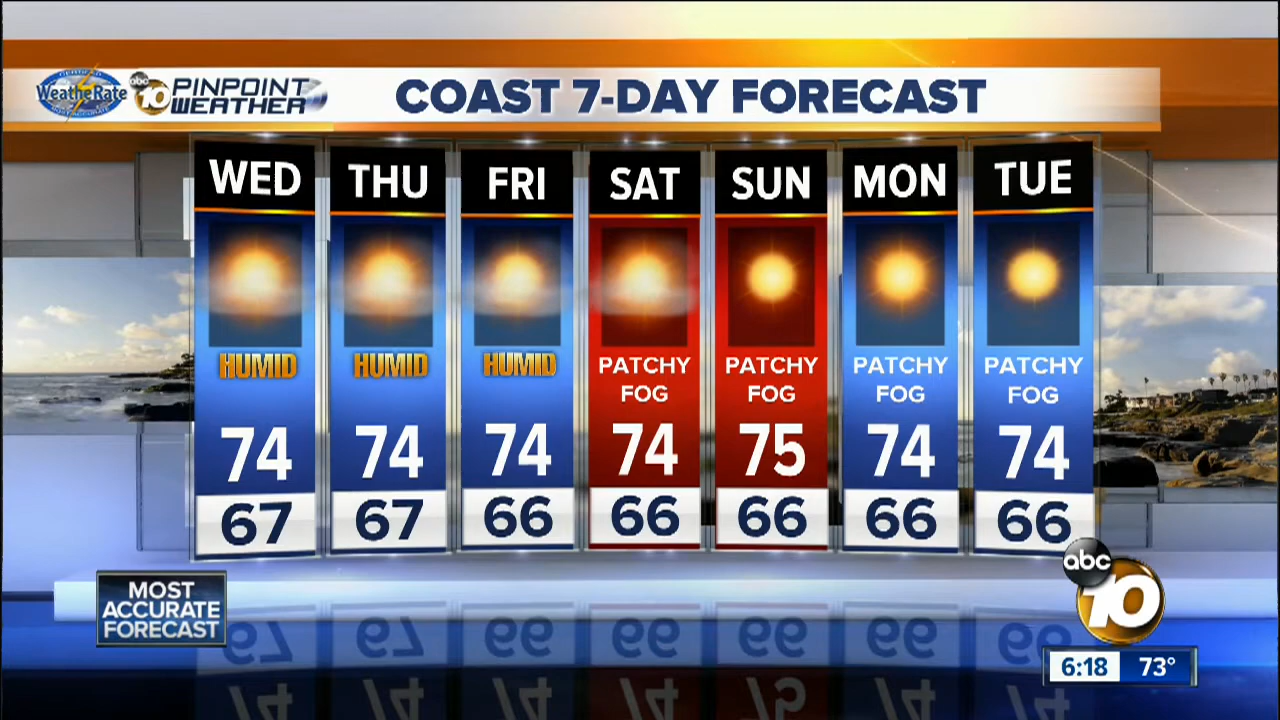 CERTIFIED
WeatheRate
abc
10
PINPOINT
WEATHER
COAST 7-DAY FORECAST
WED THU FRI SAT SUN MON TUE
HUMID HUMID HUMID PATCHY FOG PATCHY FOG PATCHY FOG PATCHY FOG
74 74 74 74 75 74 74
67 67 66 66 66 66 66
MOST
ACCURATE
FORECAST
abc
10
6:18 73°